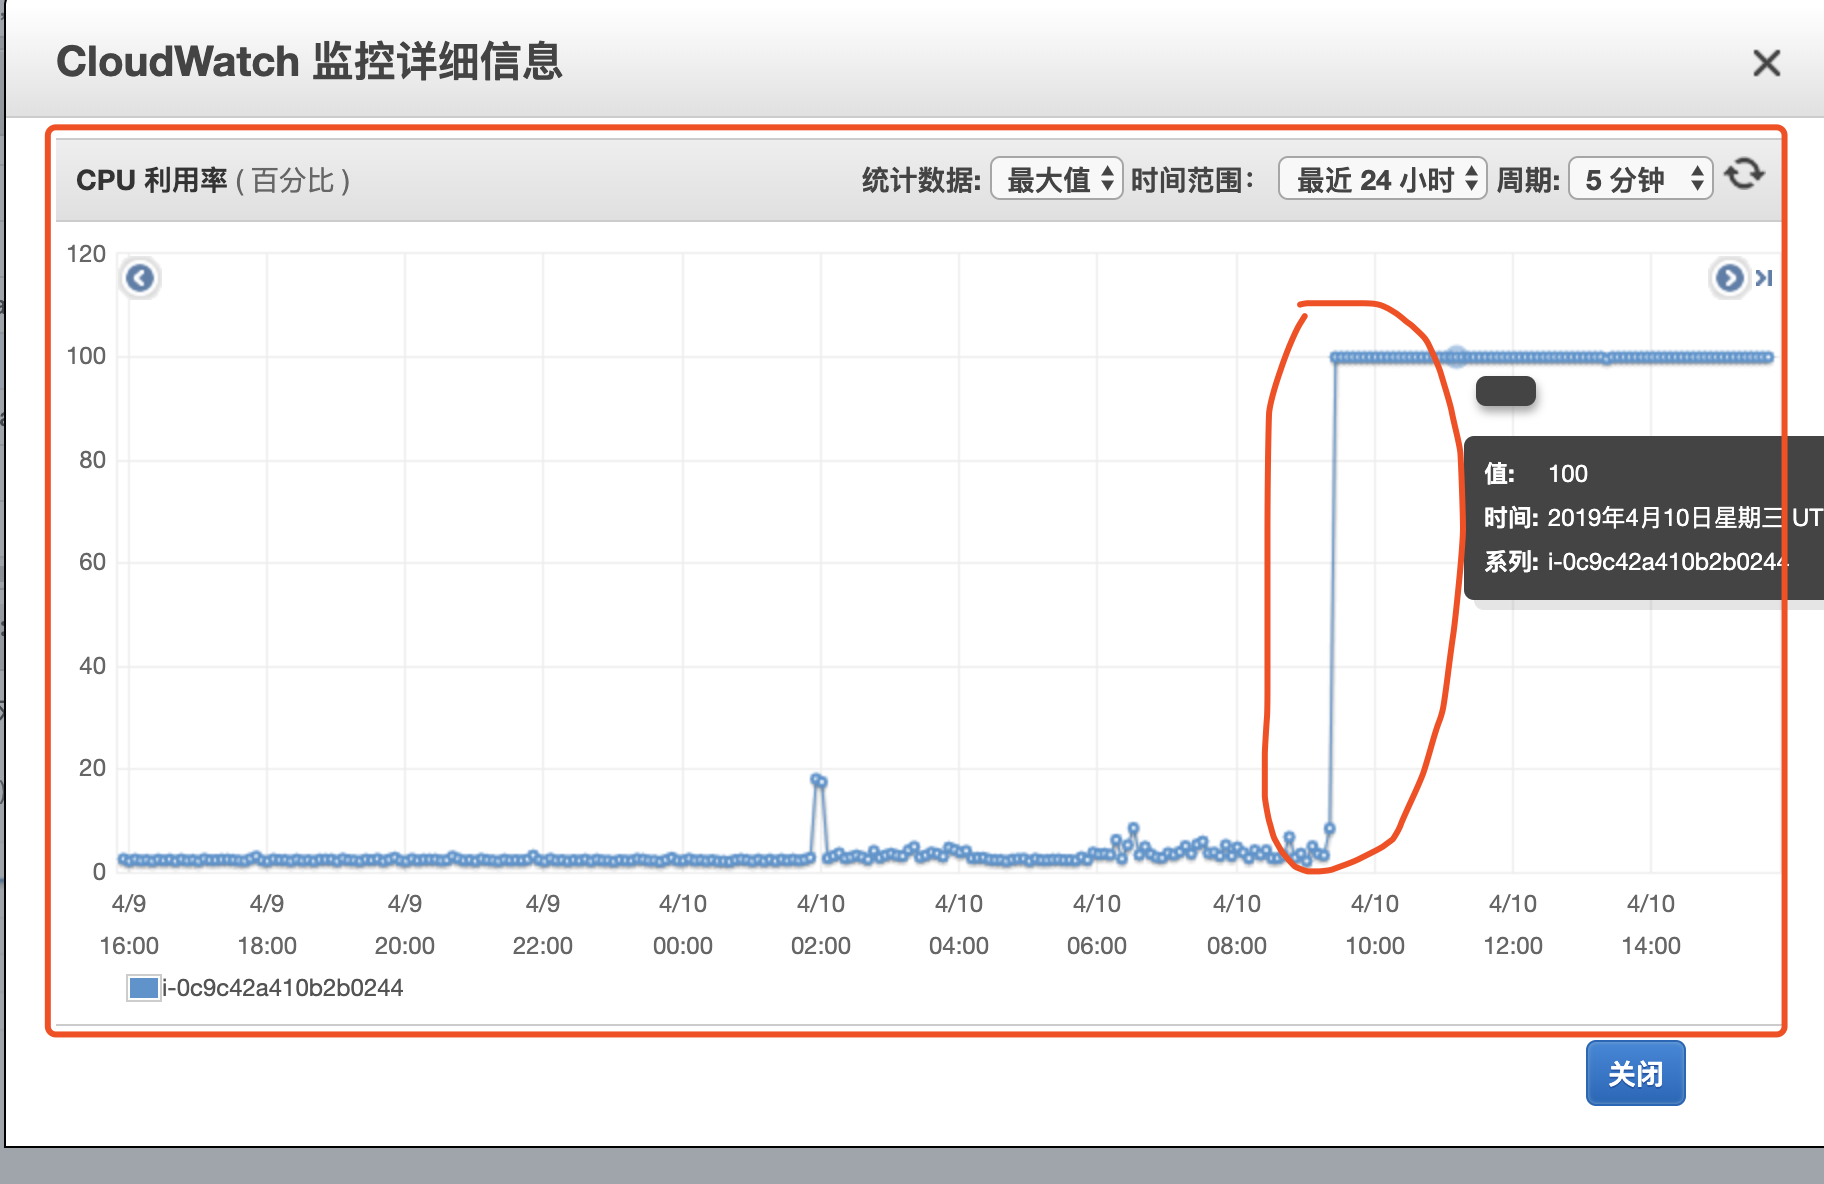 CloudWatch 监控详细信息
CPU 利用率 ( 百分比 )
统计数据: 最大值 时间范围: 最近 24 小时 周期: 5 分钟
120
100
80
60
40
20
0
值: 100
时间: 2019年4月10日星期三 UT
系列: i-0c9c42a410b2b0244
4/9 4/9 4/9 4/9 4/10 4/10 4/10 4/10 4/10 4/10 4/10 4/10
16:00 18:00 20:00 22:00 00:00 02:00 04:00 06:00 08:00 10:00 12:00 14:00
i-0c9c42a410b2b0244
关闭